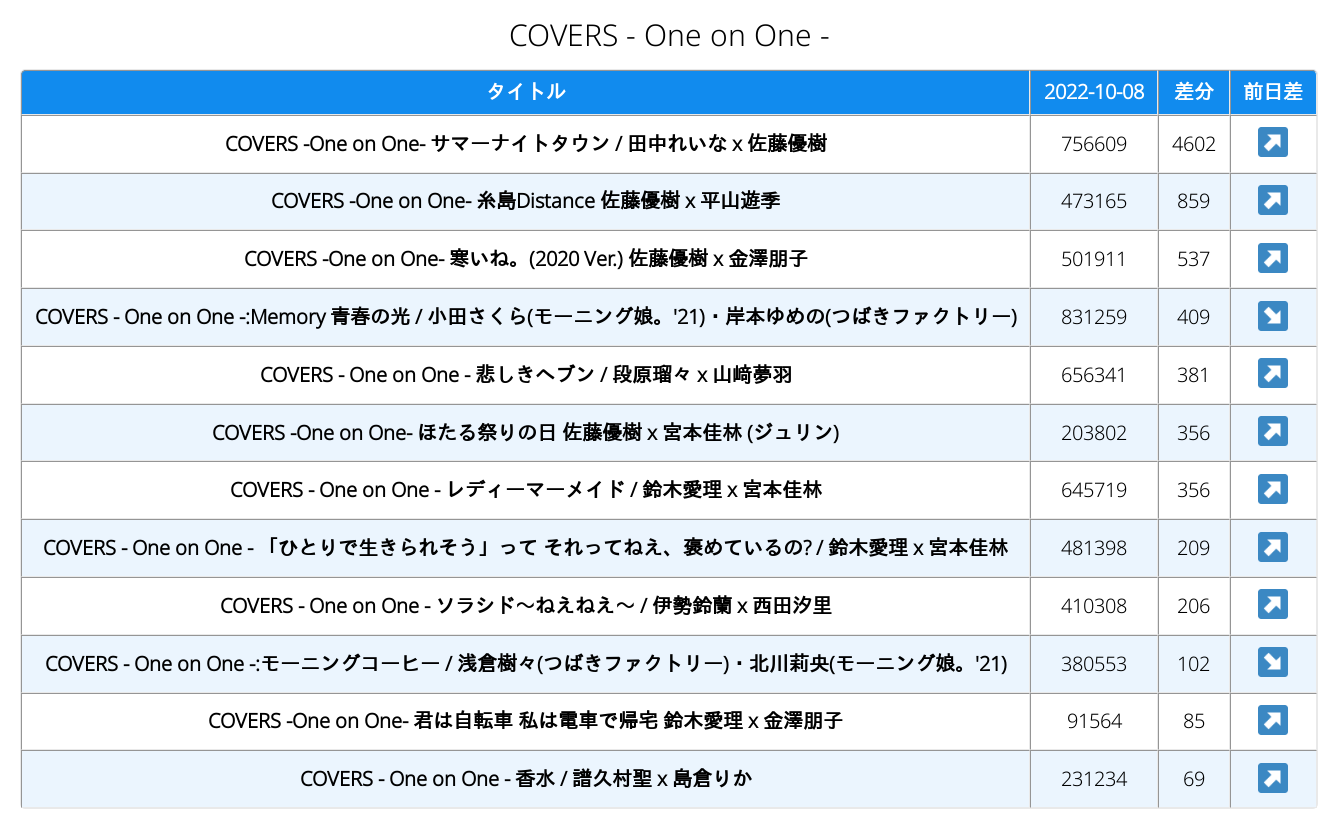 COVERS - One on One -
タイトル 2022-10-08 差分 前日差
COVERS -One on One- サマーナイトタウン / 田中れいな x 佐藤優樹 756609 4602
COVERS -One on One- 糸島Distance 佐藤優樹 x 平山遊季 473165 859
COVERS -One on One- 寒いね。(2020 Ver.) 佐藤優樹 x 金澤朋子 501911 537
COVERS - One on One -:Memory 青春の光 / 小田さくら(モーニング娘。'21)・岸本ゆめの(つばきファクトリー) 831259 409
COVERS - One on One - 悲しきヘブン / 段原瑠々 x 山﨑夢羽 656341 381
COVERS -One on One- ほたる祭りの日 佐藤優樹 x 宮本佳林 (ジュリン) 203802 356
COVERS - One on One - レディーマーメイド / 鈴木愛理 x 宮本佳林 645719 356
COVERS - One on One - 「ひとりで生きられそう」って それってねえ、褒めているの? / 鈴木愛理 x 宮本佳林 481398 209
COVERS - One on One - ソラシド〜ねえねえ〜 / 伊勢鈴蘭 x 西田汐里 410308 206
COVERS - One on One -:モーニングコーヒー / 浅倉樹々(つばきファクトリー)・北川莉央(モーニング娘。'21) 380553 102
COVERS -One on One- 君は自転車 私は電車で帰宅 鈴木愛理 x 金澤朋子 91564 85
COVERS - One on One - 香水 / 譜久村聖 x 島倉りか 231234 69